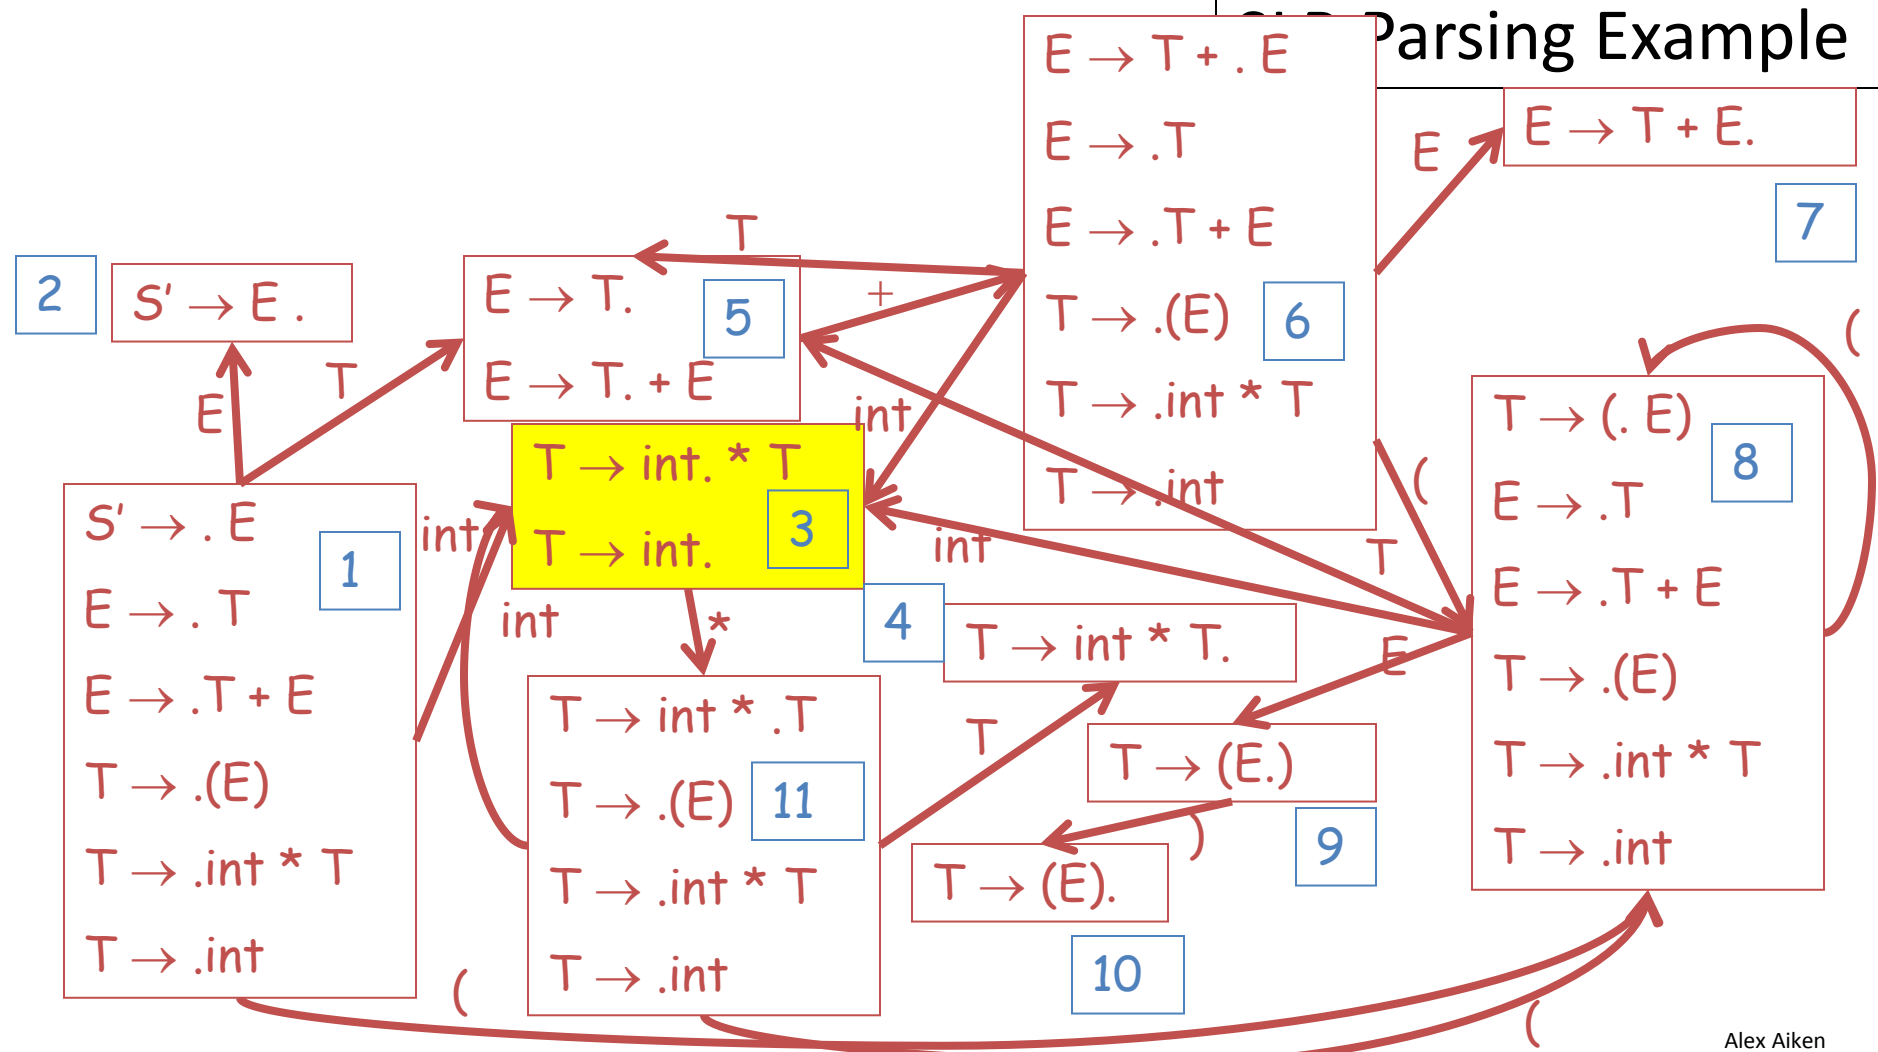 Parsing Example
E → T + . E
E → .T
E → .T + E
T → .(E)
T → .int * T
T → .int
6
E
E → T + E.
7
2
S' → E .
T
E → T.
E → T. + E
5
+
E
T
int
T → int. * T
T → int.
3
int
int
int
*
S' → . E
E → . T
E → .T + E
T → .(E)
T → .int * T
T → .int
1
(
T → int * .T
T → .(E)
T → .int * T
T → .int
11
T
4
T → int * T.
T
E
(
T → (E.)
9
)
T → (E).
10
(
T → (. E)
E → .T
E → .T + E
T → .(E)
T → .int * T
T → .int
8
(
Alex Aiken